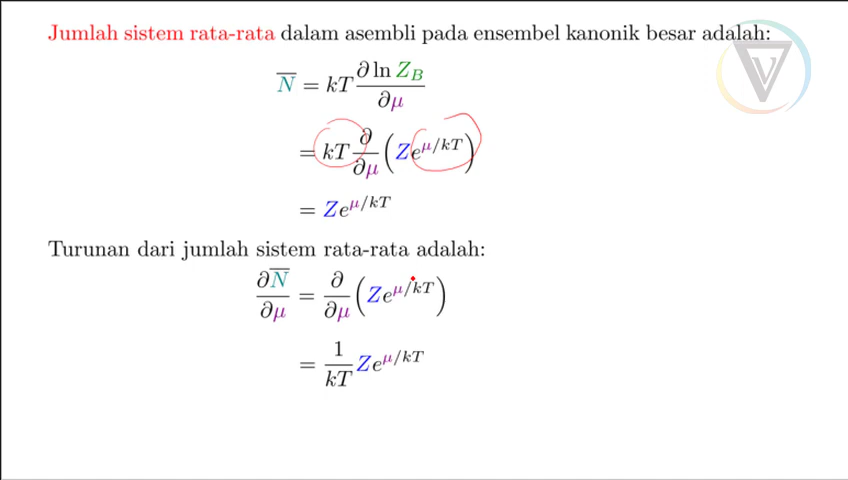 Jumlah sistem rata-rata dalam asembli pada ensembel kanonik besar adalah:
N̅ = kT ∂ ln Z_B / ∂μ
= kT ∂/∂μ (Ze^{μ/kT})
= Ze^{μ/kT}
Turunan dari jumlah sistem rata-rata adalah:
∂N̅/∂μ = ∂/∂μ (Ze^{μ/kT})
= 1/kT Ze^{μ/kT}